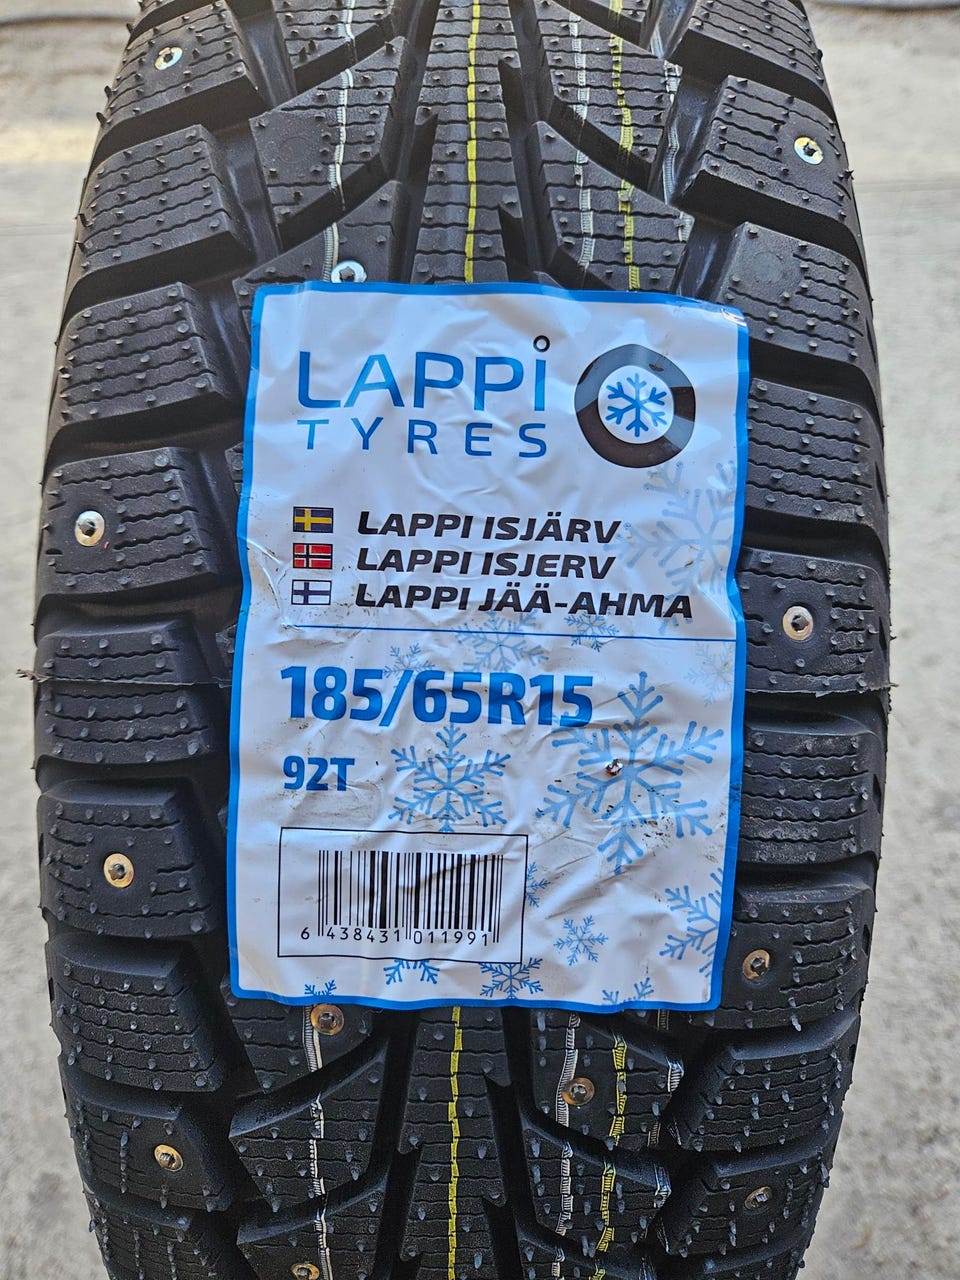 LAPPI
TYRES
LAPPI ISJÄRV
LAPPI ISJERV
LAPPI JÄÄ-AHMA
185/65R15
92T
6 438431 011991